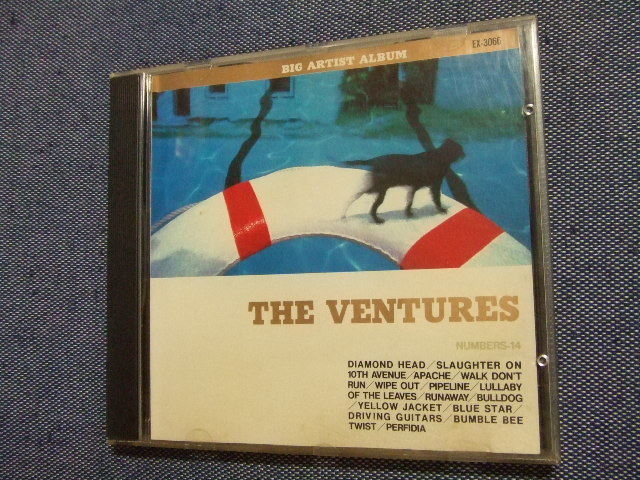 BIG ARTIST ALBUM
EX-3066
THE VENTURES
NUMBERS-14
DIAMOND HEAD/SLAUGHTER ON
10TH AVENUE/APACHE/WALK DON'T
RUN/WIPE OUT/PIPELINE/LULLABY
OF THE LEAVES/RUNAWAY/BULLDOG
/YELLOW JACKET/BLUE STAR/
DRIVING GUITARS/BUMBLE BEE
TWIST/PERFIDIA